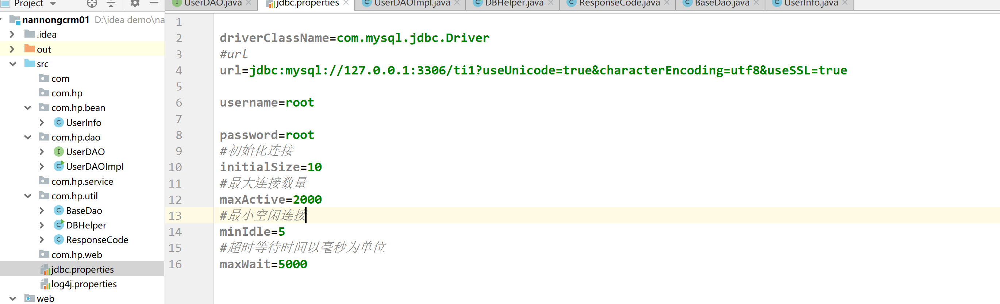 Project
UserDAO.java
jdbc.properties
UserDAOImpl.java
DBHelper.java
ResponseCode.java
BaseDao.java
UserInfo.java
nannongcrm01 D:\idea demo\na
.idea
out
src
com
com.hp
com.hp.bean
UserInfo
com.hp.dao
UserDAO
UserDAOImpl
com.hp.service
com.hp.util
BaseDao
DBHelper
ResponseCode
com.hp.web
jdbc.properties
log4j.properties
web
1
2 driverClassName=com.mysql.jdbc.Driver
3 #url
4 url=jdbc:mysql://127.0.0.1:3306/ti1?useUnicode=true&characterEncoding=utf8&useSSL=true
5
6 username=root
7
8 password=root
9 #初始化连接
10 initialSize=10
11 #最大连接数量
12 maxActive=2000
13 #最小空闲连接
14 minIdle=5
15 #超时等待时间以毫秒为单位
16 maxWait=5000